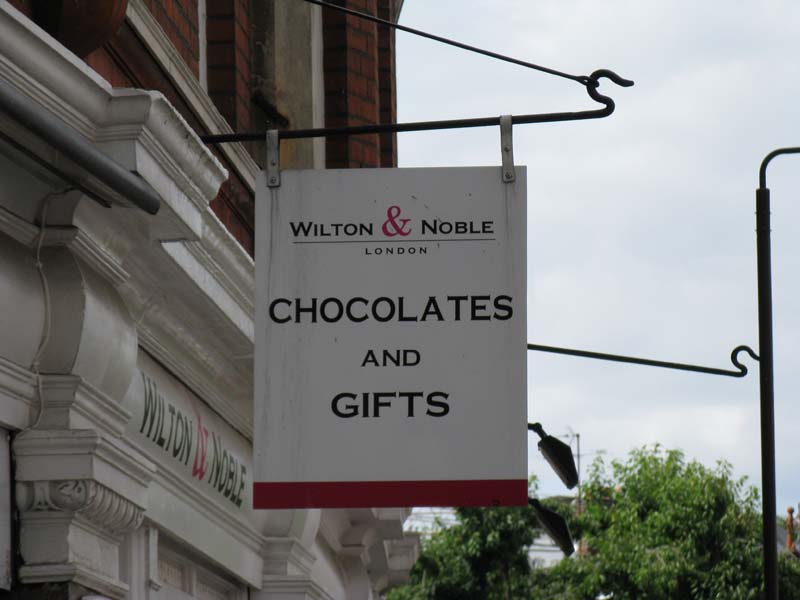 WILTON & NOBLE
LONDON
CHOCOLATES
AND
GIFTS
WILTON & NOBLE